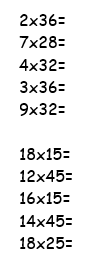 2x36=
7x28=
4x32=
3x36=
9x32=
18x15=
12x45=
16x15=
14x45=
18x25=